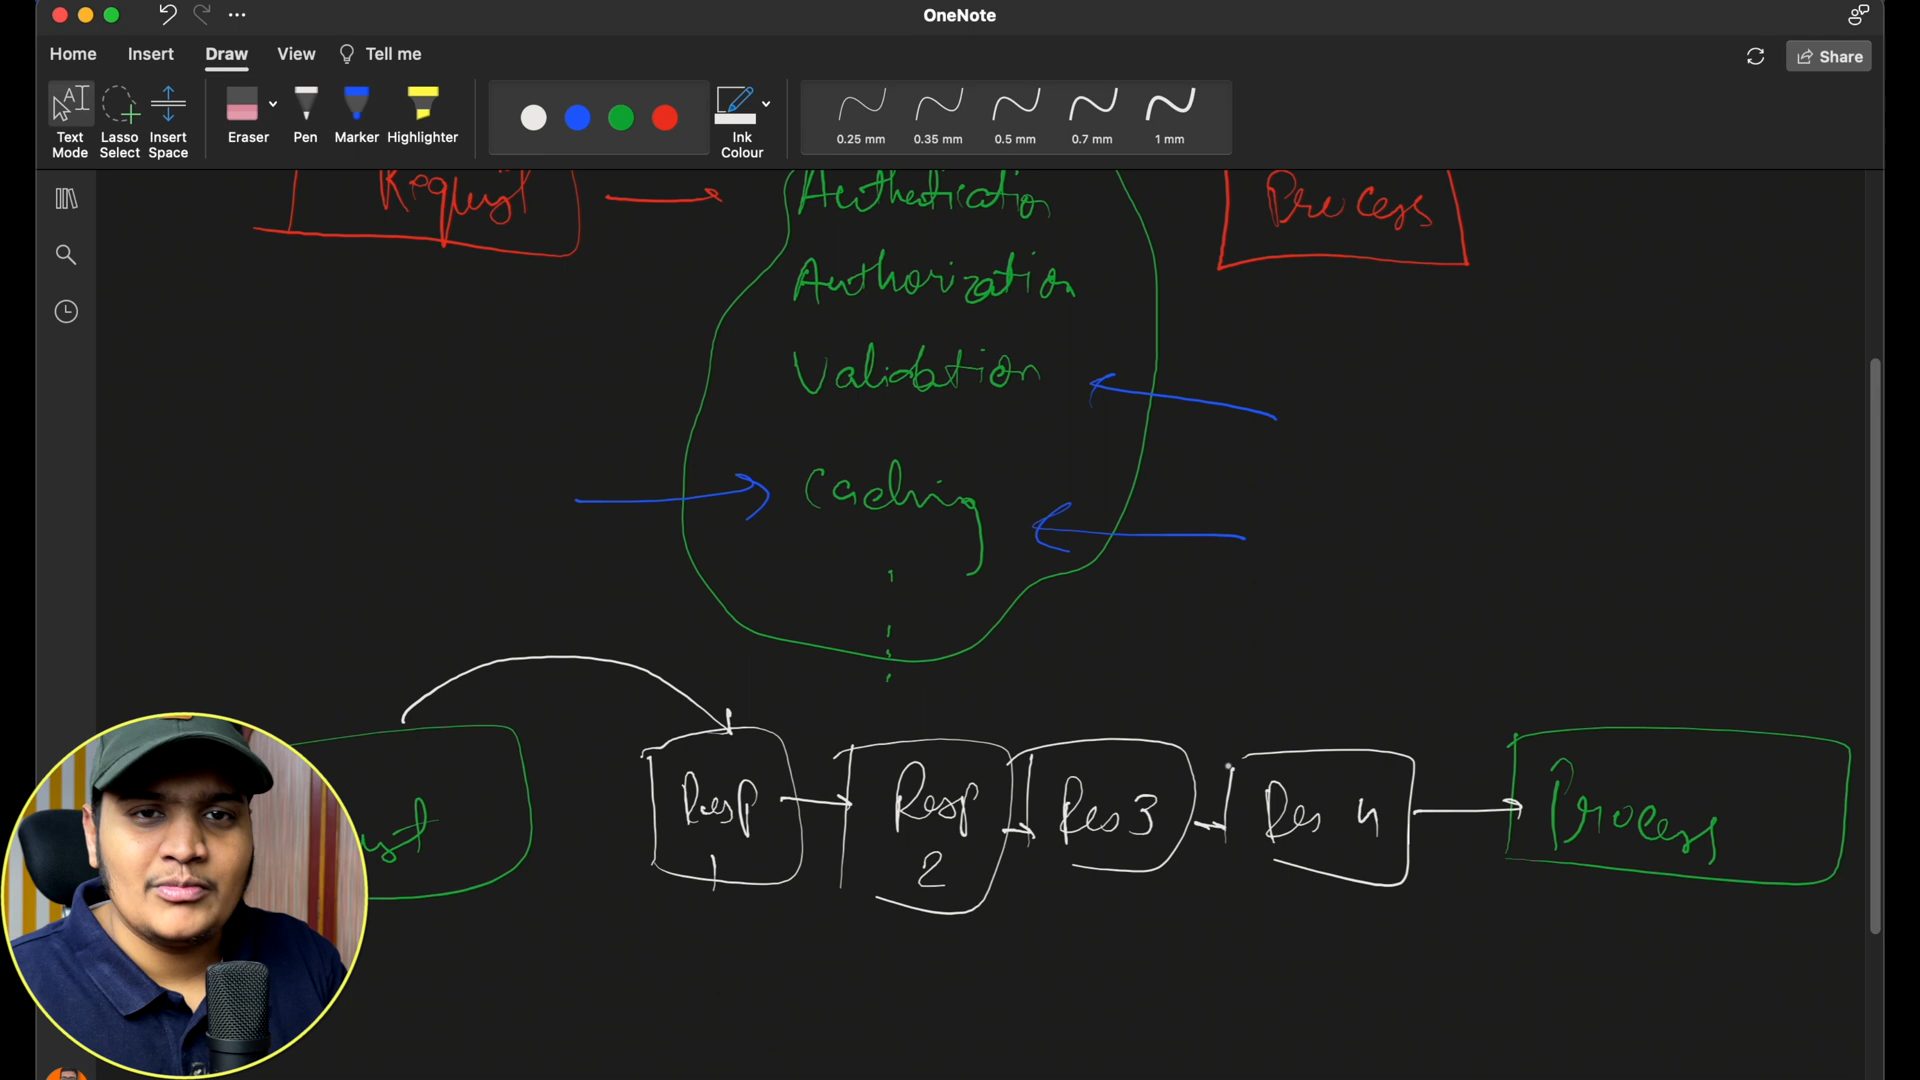 OneNote
Home Insert Draw View Tell me
Share
Text Mode
Lasso Select
Insert Space
Eraser
Pen
Marker
Highlighter
Ink Colour
0.25 mm
0.35 mm
0.5 mm
0.7 mm
1 mm
Request
Authentication
Process
Authorization
Validation
Caching
Resp 1
Resp 2
Res 3
Res 4
Process